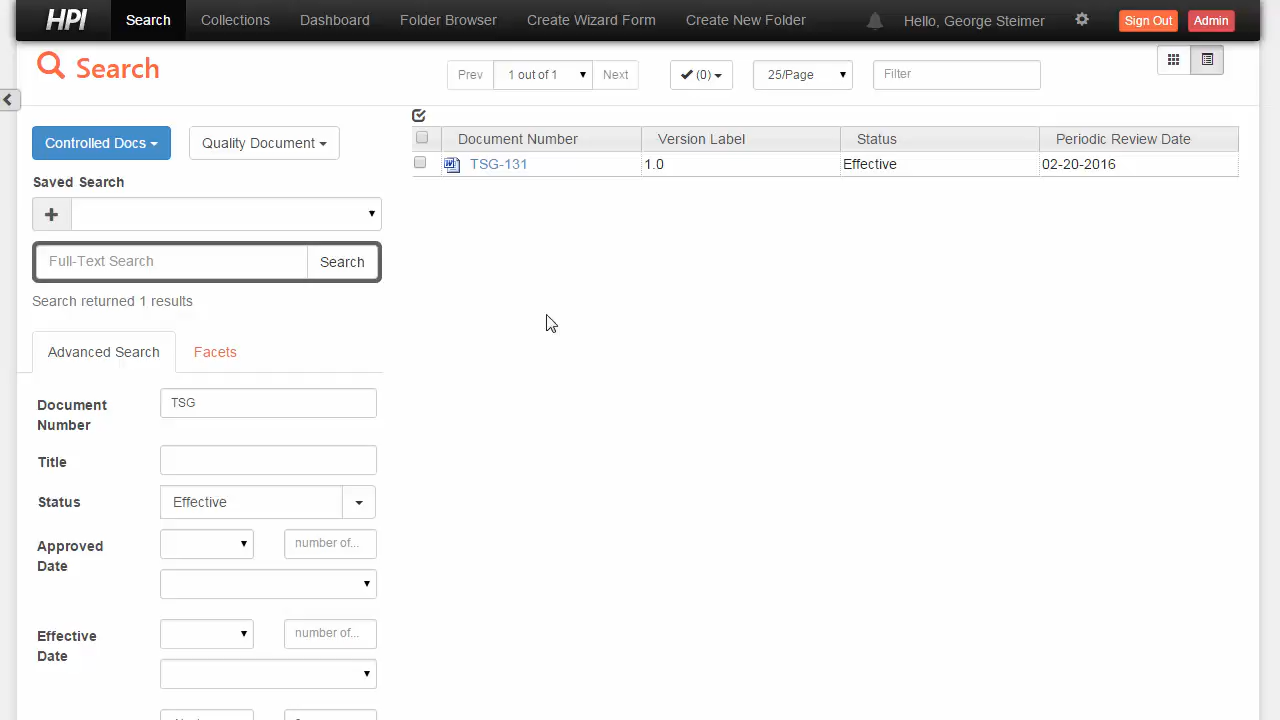 HPI Search Collections Dashboard Folder Browser Create Wizard Form Create New Folder Hello, George Steimer Sign Out Admin
Search
Prev 1 out of 1 Next (0) 25/Page Filter
Controlled Docs Quality Document
Saved Search
Full-Text Search Search
Search returned 1 results
Advanced Search Facets
Document Number TSG
Title
Status Effective
Approved Date number of...
Effective Date number of...
Document Number Version Label Status Periodic Review Date
TSG-131 1.0 Effective 02-20-2016